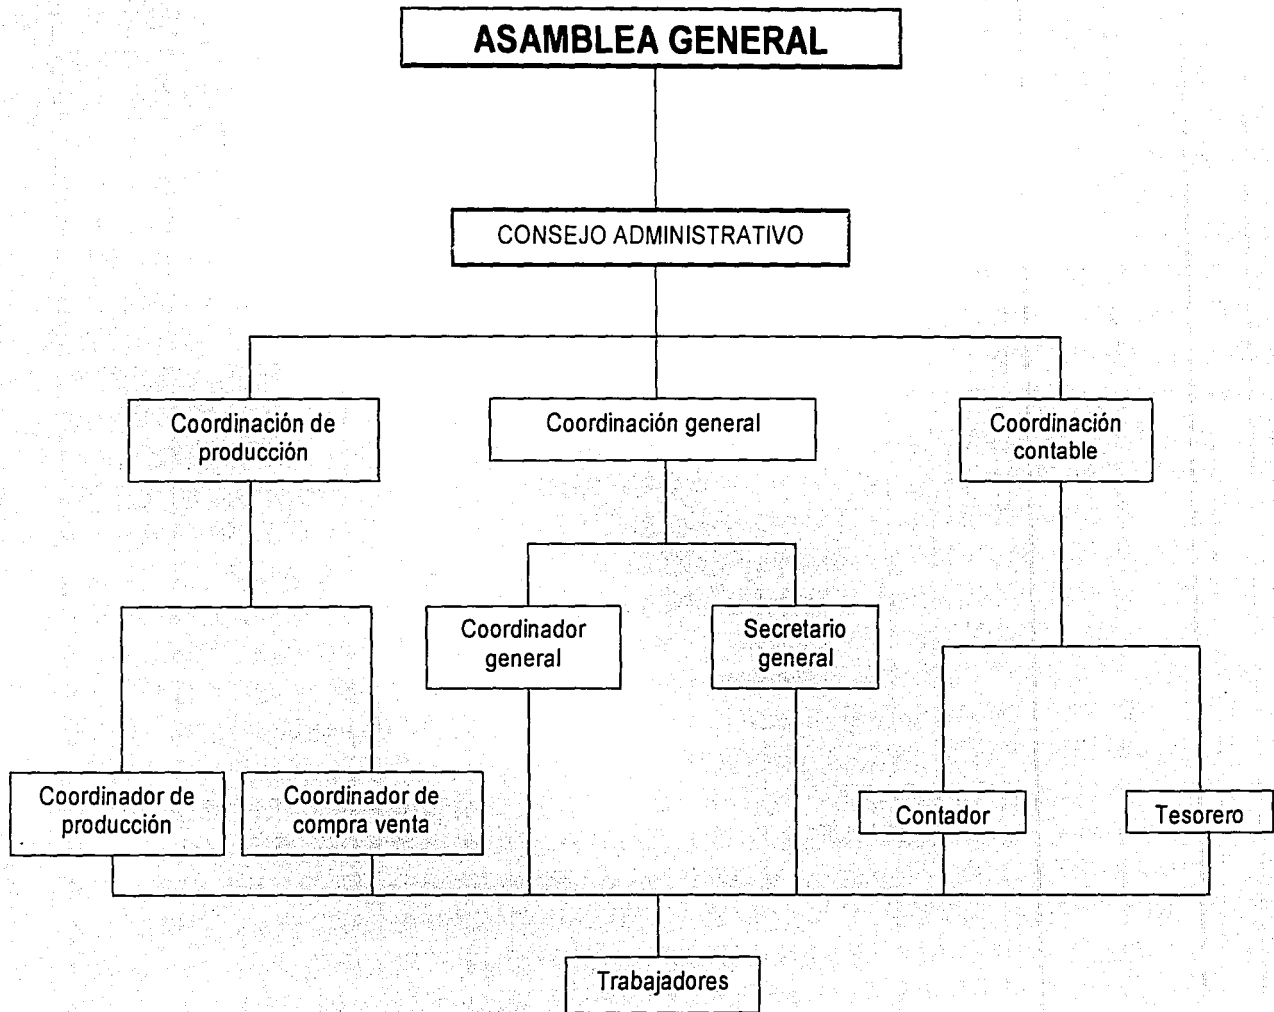 ASAMBLEA GENERAL
CONSEJO ADMINISTRATIVO
Coordinación de
producción
Coordinación general
Coordinación
contable
Coordinador
general
Secretario
general
Coordinador de
producción
Coordinador de
compra venta
Contador
Tesorero
Trabajadores